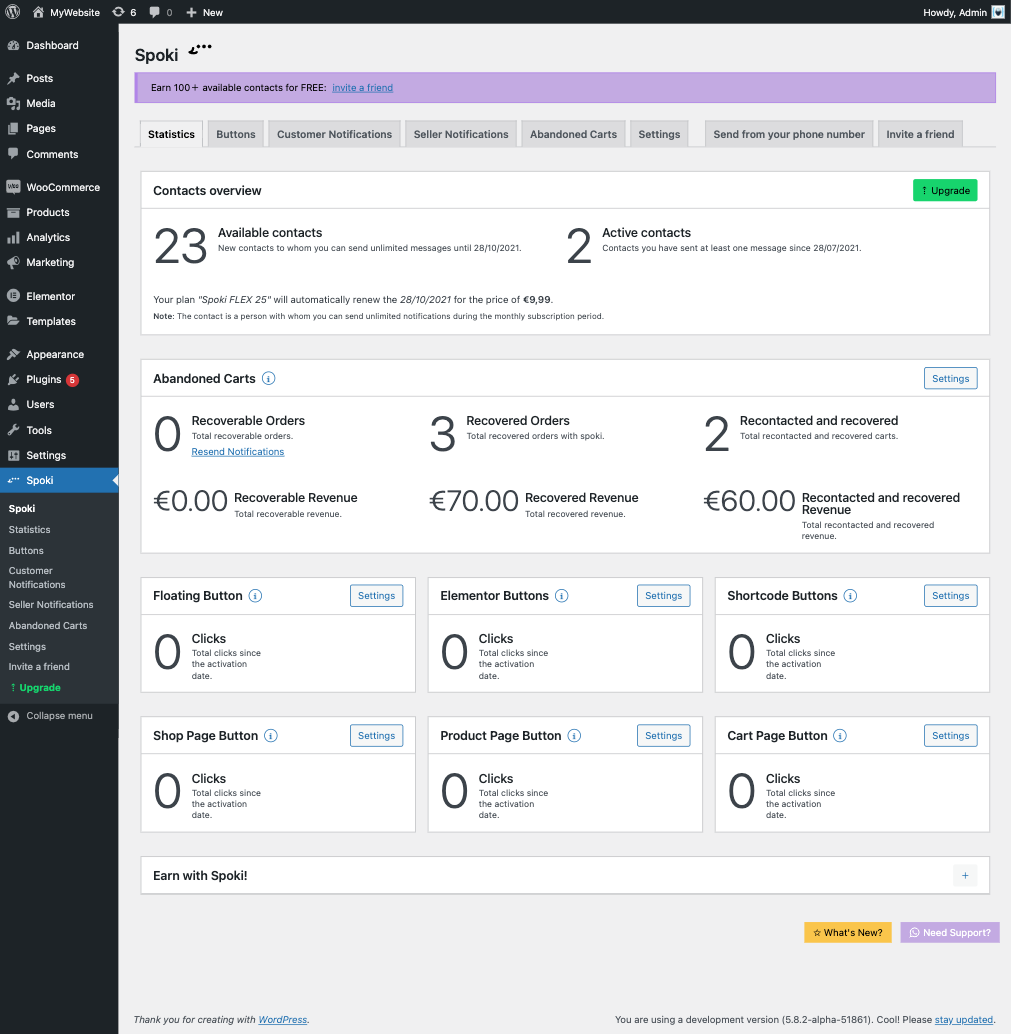 MyWebsite 6 0 New Howdy, Admin
Dashboard
Posts
Media
Pages
Comments
WooCommerce
Products
Analytics
Marketing
Elementor
Templates
Appearance
Plugins 5
Users
Tools
Settings
Spoki
Spoki
Statistics
Buttons
Customer
Notifications
Seller Notifications
Abandoned Carts
Settings
Invite a friend
↑ Upgrade
Collapse menu
Spoki
Earn 100+ available contacts for FREE: invite a friend
Statistics Buttons Customer Notifications Seller Notifications Abandoned Carts Settings Send from your phone number Invite a friend
Contacts overview ↑ Upgrade
23 Available contacts
New contacts to whom you can send unlimited messages until 28/10/2021.
2 Active contacts
Contacts you have sent at least one message since 28/07/2021.
Your plan "Spoki FLEX 25" will automatically renew the 28/10/2021 for the price of €9,99.
Note: The contact is a person with whom you can send unlimited notifications during the monthly subscription period.
Abandoned Carts i Settings
0 Recoverable Orders
Total recoverable orders.
Resend Notifications
3 Recovered Orders
Total recovered orders with spoki.
2 Recontacted and recovered
Total recontacted and recovered carts.
€0.00 Recoverable Revenue
Total recoverable revenue.
€70.00 Recovered Revenue
Total recovered revenue.
€60.00 Recontacted and recovered
Revenue
Total recontacted and recovered
revenue.
Floating Button i Settings
0 Clicks
Total clicks since
the activation
date.
Elementor Buttons i Settings
0 Clicks
Total clicks since
the activation
date.
Shortcode Buttons i Settings
0 Clicks
Total clicks since
the activation
date.
Shop Page Button i Settings
0 Clicks
Total clicks since
the activation
date.
Product Page Button i Settings
0 Clicks
Total clicks since
the activation
date.
Cart Page Button i Settings
0 Clicks
Total clicks since
the activation
date.
Earn with Spoki! +
☆ What's New? Need Support?
Thank you for creating with WordPress. You are using a development version (5.8.2-alpha-51861). Cool! Please stay updated.